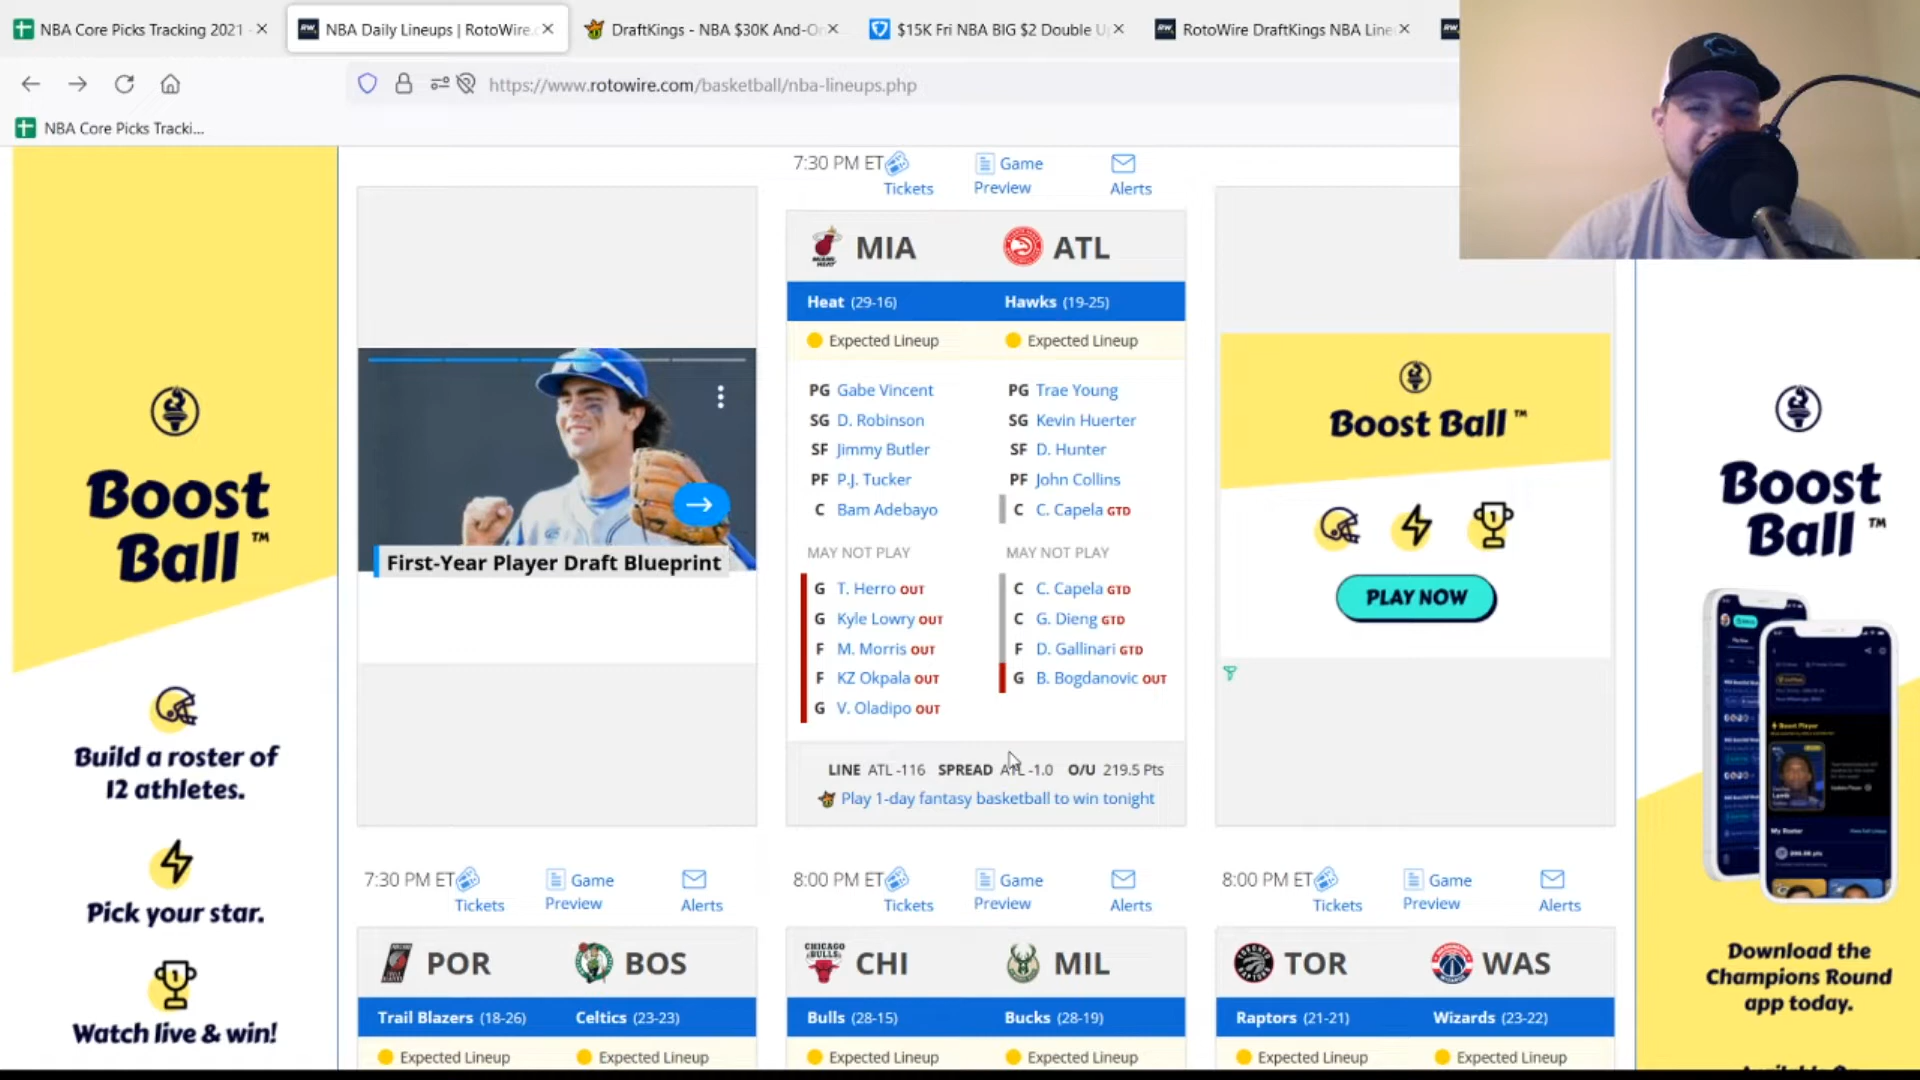 NBA Core Picks Tracking 2021 -
NBA Daily Lineups | RotoWire.c
DraftKings - NBA $30K And-On
$15K Fri NBA BIG $2 Double U
RotoWire DraftKings NBA Line
https://www.rotowire.com/basketball/nba-lineups.php
NBA Core Picks Tracki...
7:30 PM ET
Tickets
Game Preview
Alerts
MIA
ATL
Heat (29-16)
Hawks (19-25)
Expected Lineup
Expected Lineup
PG Gabe Vincent
PG Trae Young
SG D. Robinson
SG Kevin Huerter
SF Jimmy Butler
SF D. Hunter
PF P.J. Tucker
PF John Collins
C Bam Adebayo
C C. Capela GTD
MAY NOT PLAY
MAY NOT PLAY
G T. Herro OUT
C C. Capela GTD
G Kyle Lowry OUT
C G. Dieng GTD
F M. Morris OUT
F D. Gallinari GTD
F KZ Okpala OUT
G B. Bogdanovic OUT
G V. Oladipo OUT
LINE ATL -116 SPREAD ATL -1.0 O/U 219.5 Pts
Play 1-day fantasy basketball to win tonight
First-Year Player Draft Blueprint
Boost Ball ™
PLAY NOW
Boost
Ball ™
Build a roster of
12 athletes.
Pick your star.
Watch live & win!
Boost
Ball ™
My Roster
Download the
Champions Round
app today.
7:30 PM ET
Tickets
Game Preview
Alerts
8:00 PM ET
Tickets
Game Preview
Alerts
8:00 PM ET
Tickets
Game Preview
Alerts
POR
BOS
CHICAGO
BULLS
CHI
MIL
TOR
WAS
Trail Blazers (18-26)
Celtics (23-23)
Bulls (28-15)
Bucks (28-19)
Raptors (21-21)
Wizards (23-22)
Expected Lineup
Expected Lineup
Expected Lineup
Expected Lineup
Expected Lineup
Expected Lineup